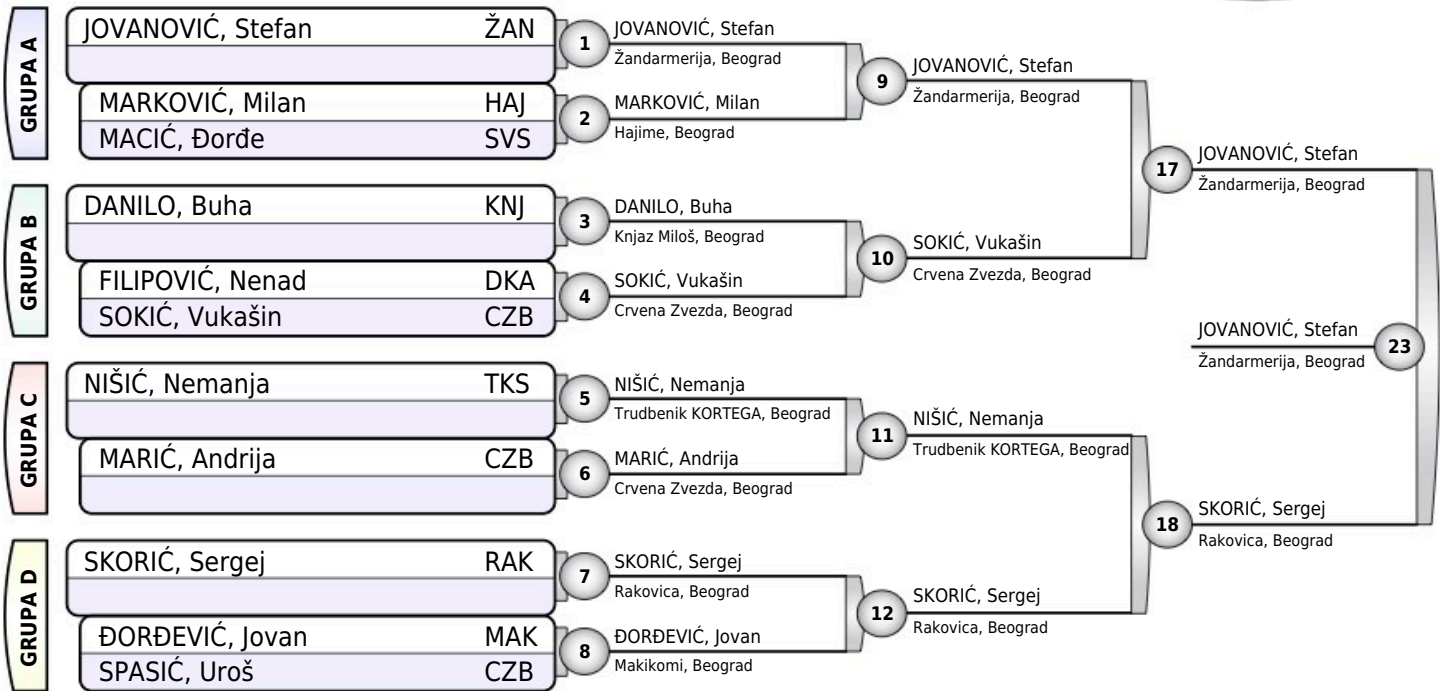 GRUPA A
JOVANOVIĆ, Stefan ŽAN
MARKOVIĆ, Milan HAJ
MACIĆ, Đorđe SVS
GRUPA B
DANILO, Buha KNJ
FILIPOVIĆ, Nenad DKA
SOKIĆ, Vukašin CZB
GRUPA C
NIŠIĆ, Nemanja TKS
MARIĆ, Andrija CZB
GRUPA D
SKORIĆ, Sergej RAK
ĐORĐEVIĆ, Jovan MAK
SPASIĆ, Uroš CZB
1
JOVANOVIĆ, Stefan
Žandarmerija, Beograd
2
MARKOVIĆ, Milan
Hajime, Beograd
3
DANILO, Buha
Knjaz Miloš, Beograd
4
SOKIĆ, Vukašin
Crvena Zvezda, Beograd
5
NIŠIĆ, Nemanja
Trudbenik KORTEGA, Beograd
6
MARIĆ, Andrija
Crvena Zvezda, Beograd
7
SKORIĆ, Sergej
Rakovica, Beograd
8
ĐORĐEVIĆ, Jovan
Makikomi, Beograd
9
JOVANOVIĆ, Stefan
Žandarmerija, Beograd
10
SOKIĆ, Vukašin
Crvena Zvezda, Beograd
11
NIŠIĆ, Nemanja
Trudbenik KORTEGA, Beograd
12
SKORIĆ, Sergej
Rakovica, Beograd
17
JOVANOVIĆ, Stefan
Žandarmerija, Beograd
18
SKORIĆ, Sergej
Rakovica, Beograd
JOVANOVIĆ, Stefan
Žandarmerija, Beograd
23